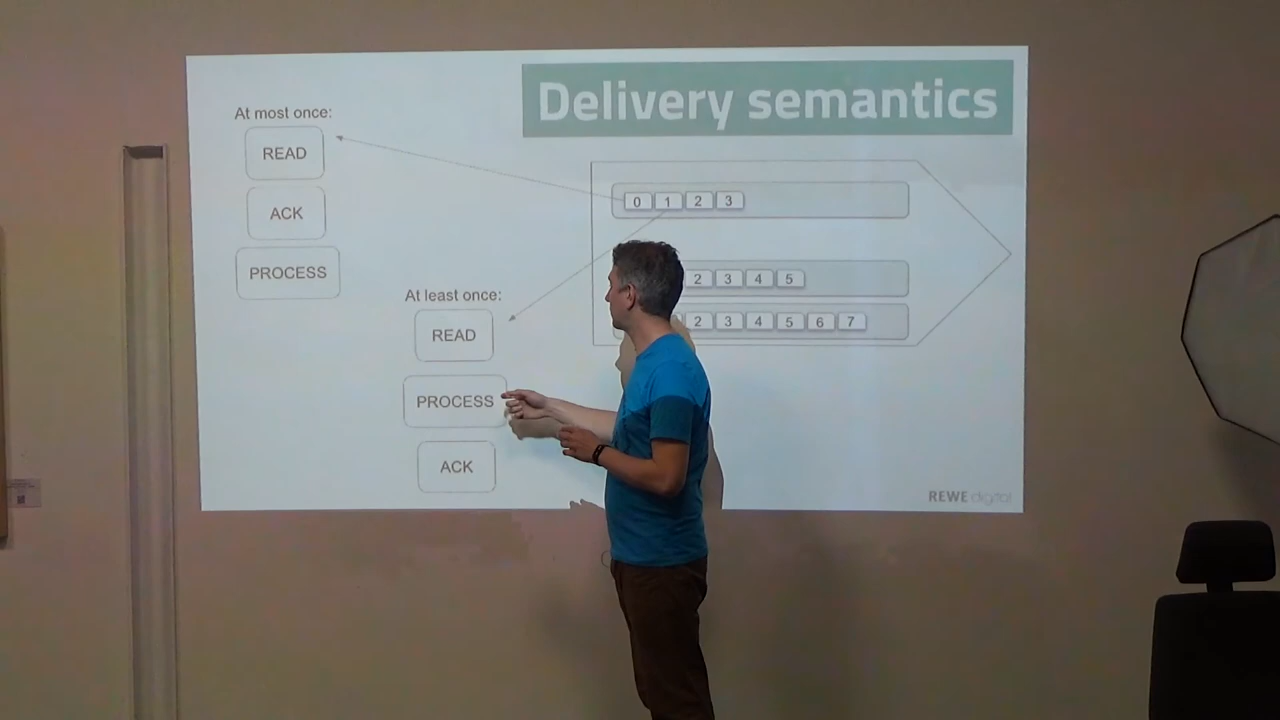 Delivery semantics
At most once:
READ
ACK
PROCESS
0 1 2 3
2 3 4 5
2 3 4 5 6 7
At least once:
READ
PROCESS
ACK
REWE digital